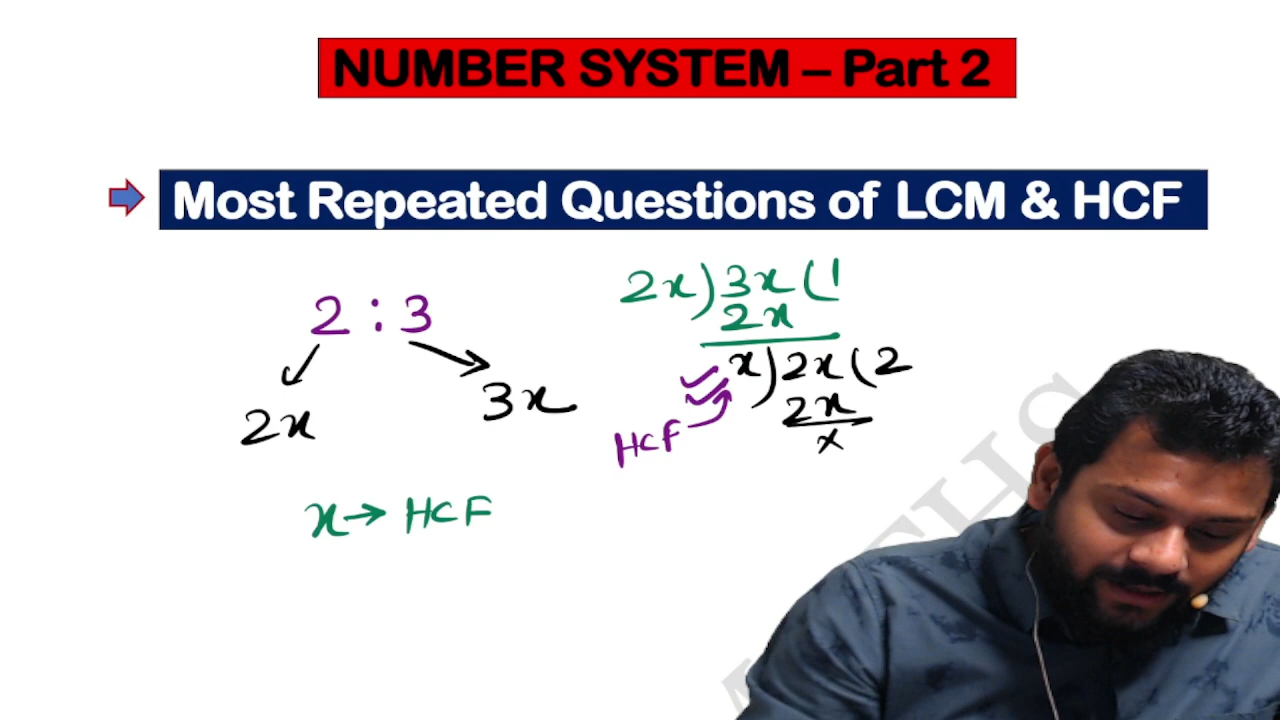 NUMBER SYSTEM – Part 2
Most Repeated Questions of LCM & HCF
2 : 3
2x 3x
x → HCF
2x ) 3x ( 1
2x
x ) 2x ( 2
2x
x
HCF